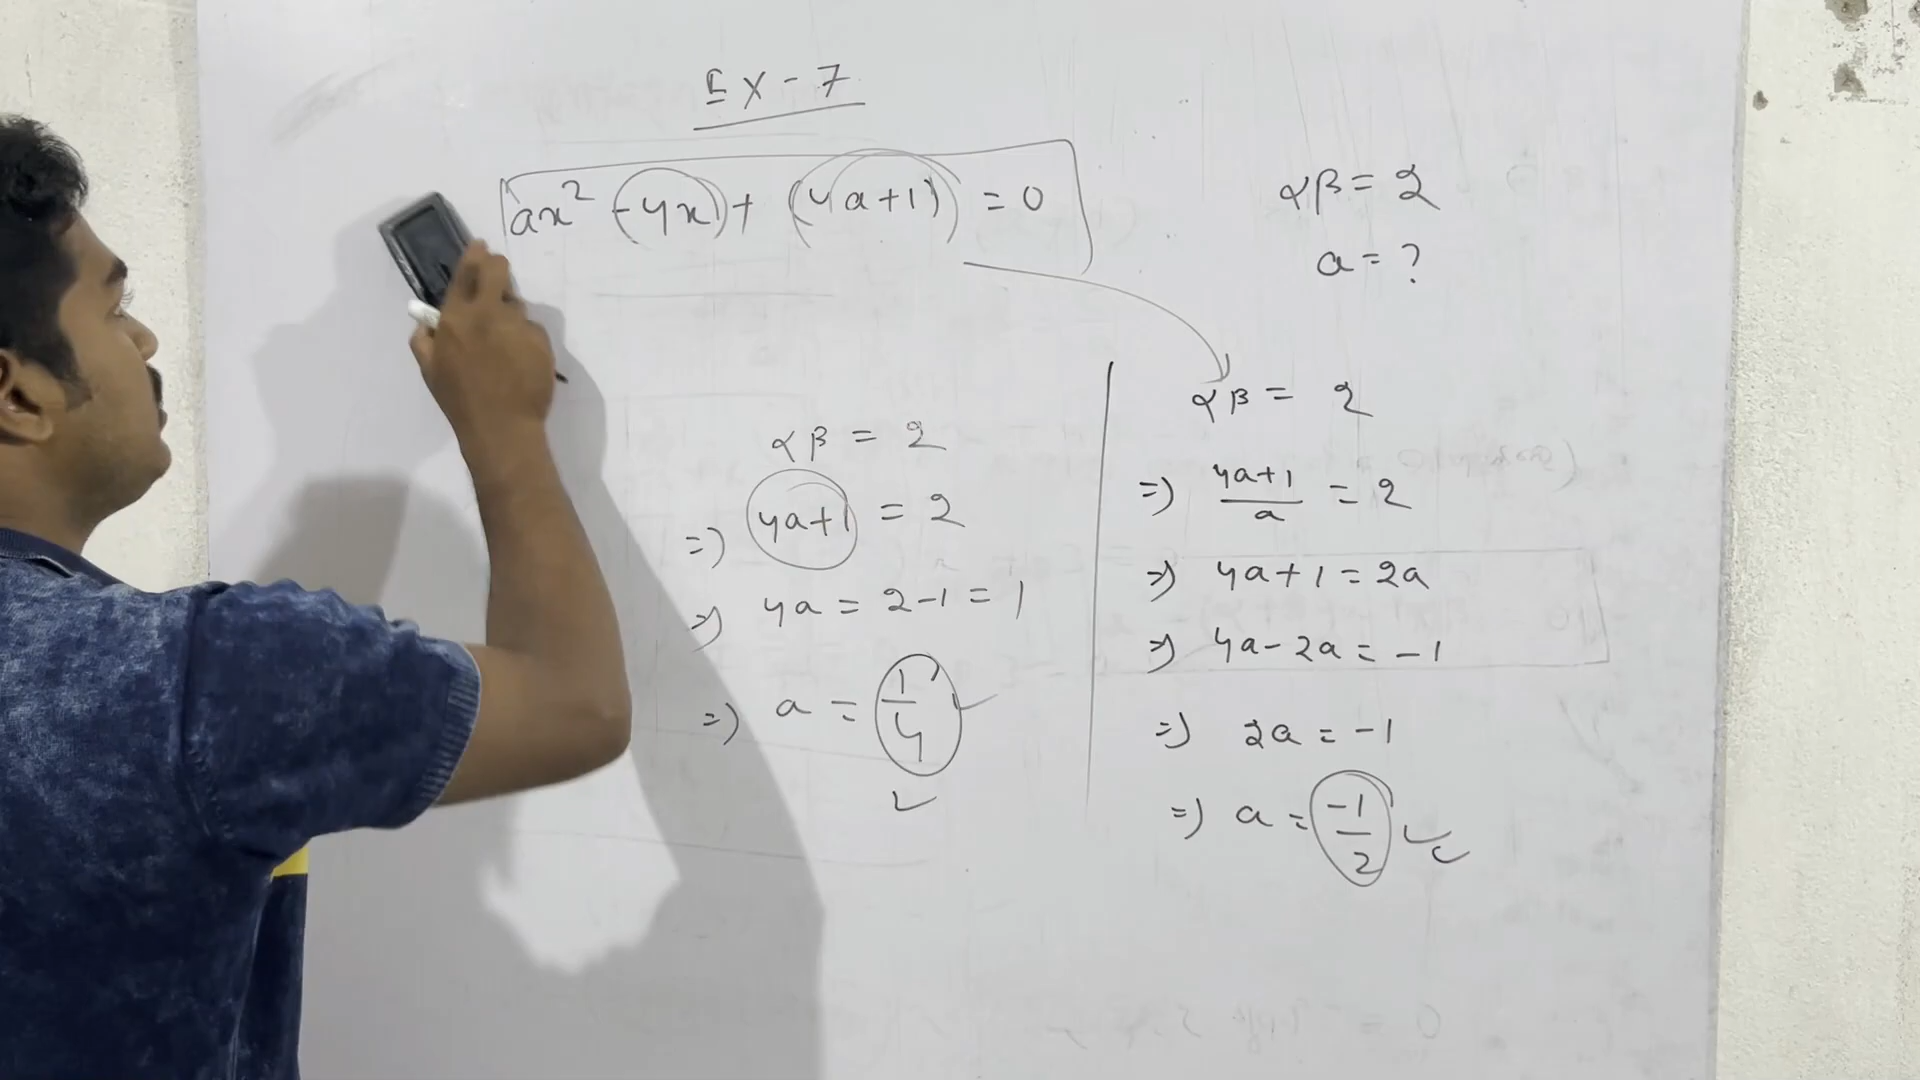 Ex-7
ax² - 4x + (4a+1) = 0
αβ = 2
a = ?
αβ = 2
=> 4a+1 = 2
=> 4a = 2-1 = 1
=> a = 1/4
αβ = 2
=> 4a+1/a = 2
=> 4a+1 = 2a
=> 4a-2a = -1
=> 2a = -1
=> a = -1/2